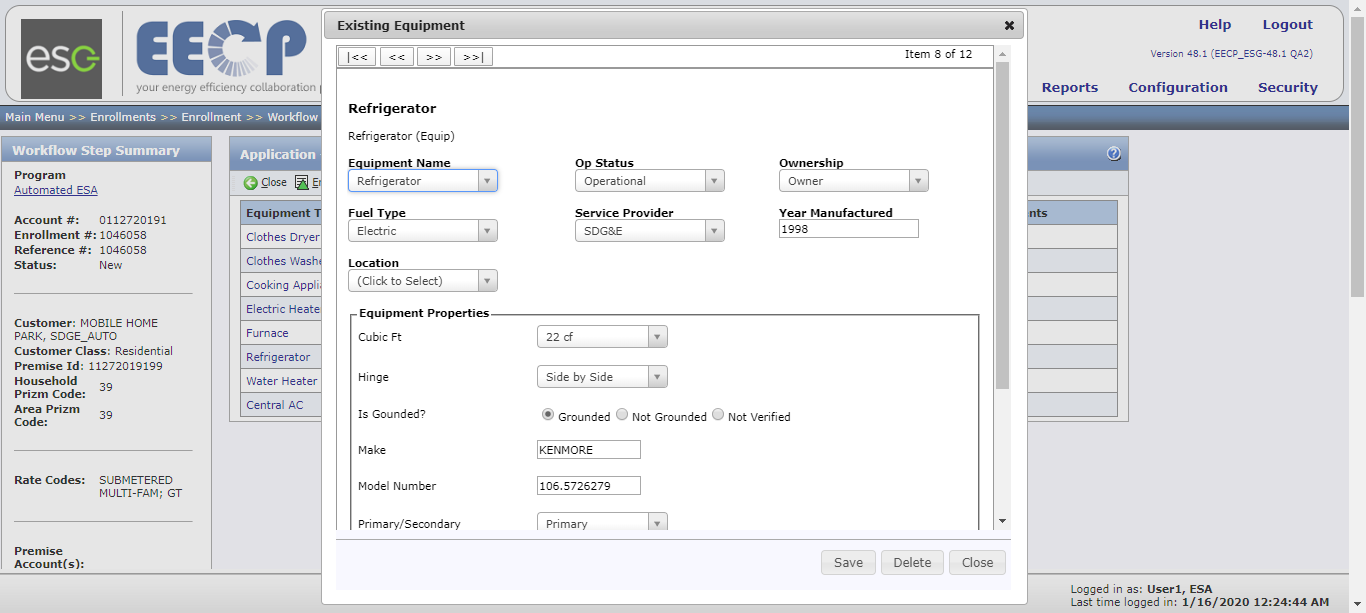 esg
EECP
your energy efficiency collaboration
Help Logout
Version 48.1 (EECP_ESG-48.1 QA2)
Reports Configuration Security
Main Menu >> Enrollments >> Enrollment >> Workflow
Workflow Step Summary
Program
Automated ESA
Account #: 0112720191
Enrollment #: 1046058
Reference #: 1046058
Status: New
Customer: MOBILE HOME
PARK, SDGE_AUTO
Customer Class: Residential
Premise Id: 11272019199
Household
Prizm Code: 39
Area Prizm
Code: 39
Rate Codes: SUBMETERED
MULTI-FAM; GT
Premise
Account(s):
Application
Close
Equipment T
Clothes Dryer
Clothes Washe
Cooking Applia
Electric Heate
Furnace
Refrigerator
Water Heater
Central AC
nts
Existing Equipment
|<< << >> >>|
Item 8 of 12
Refrigerator
Refrigerator (Equip)
Equipment Name Op Status Ownership
Refrigerator Operational Owner
Fuel Type Service Provider Year Manufactured
Electric SDG&E 1998
Location
(Click to Select)
Equipment Properties
Cubic Ft 22 cf
Hinge Side by Side
Is Gounded? Grounded Not Grounded Not Verified
Make KENMORE
Model Number 106.5726279
Primary/Secondary Primary
Save Delete Close
Logged in as: User1, ESA
Last time logged in: 1/16/2020 12:24:44 AM